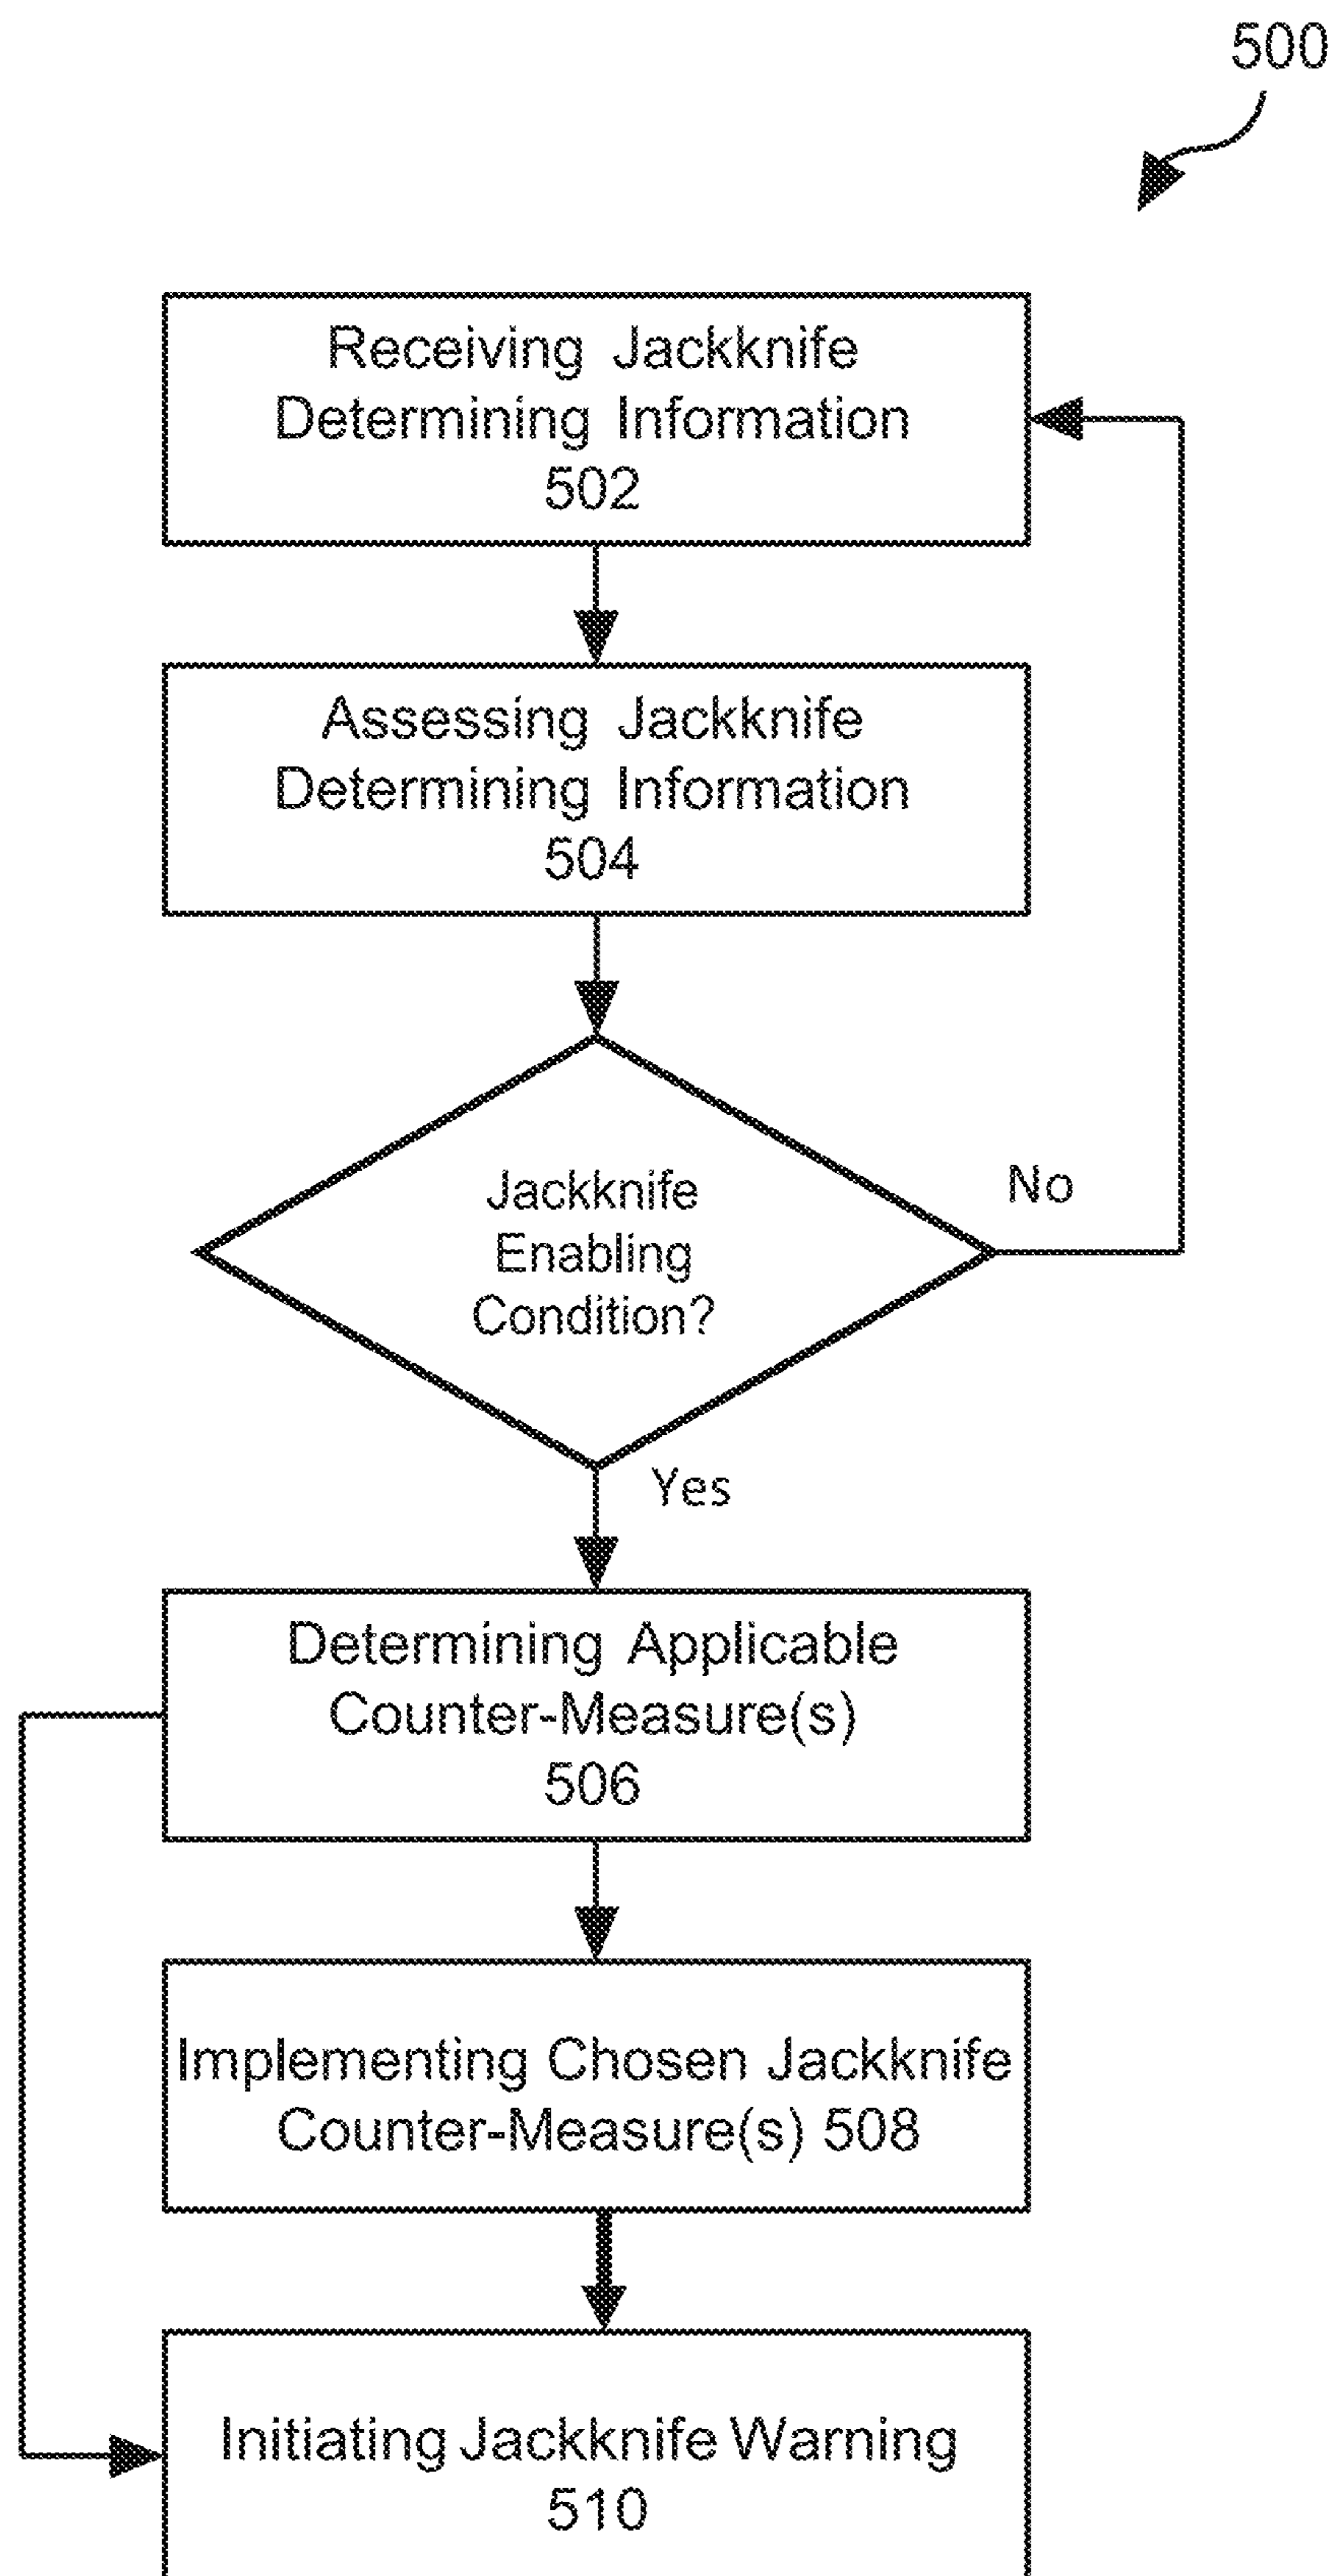 500
Receiving Jackknife
Determining Information
502
Assessing Jackknife
Determining Information
504
Jackknife
Enabling
Condition?
No
Yes
Determining Applicable
Counter-Measure(s)
506
Implementing Chosen Jackknife
Counter-Measure(s) 508
Initiating Jackknife Warning
510